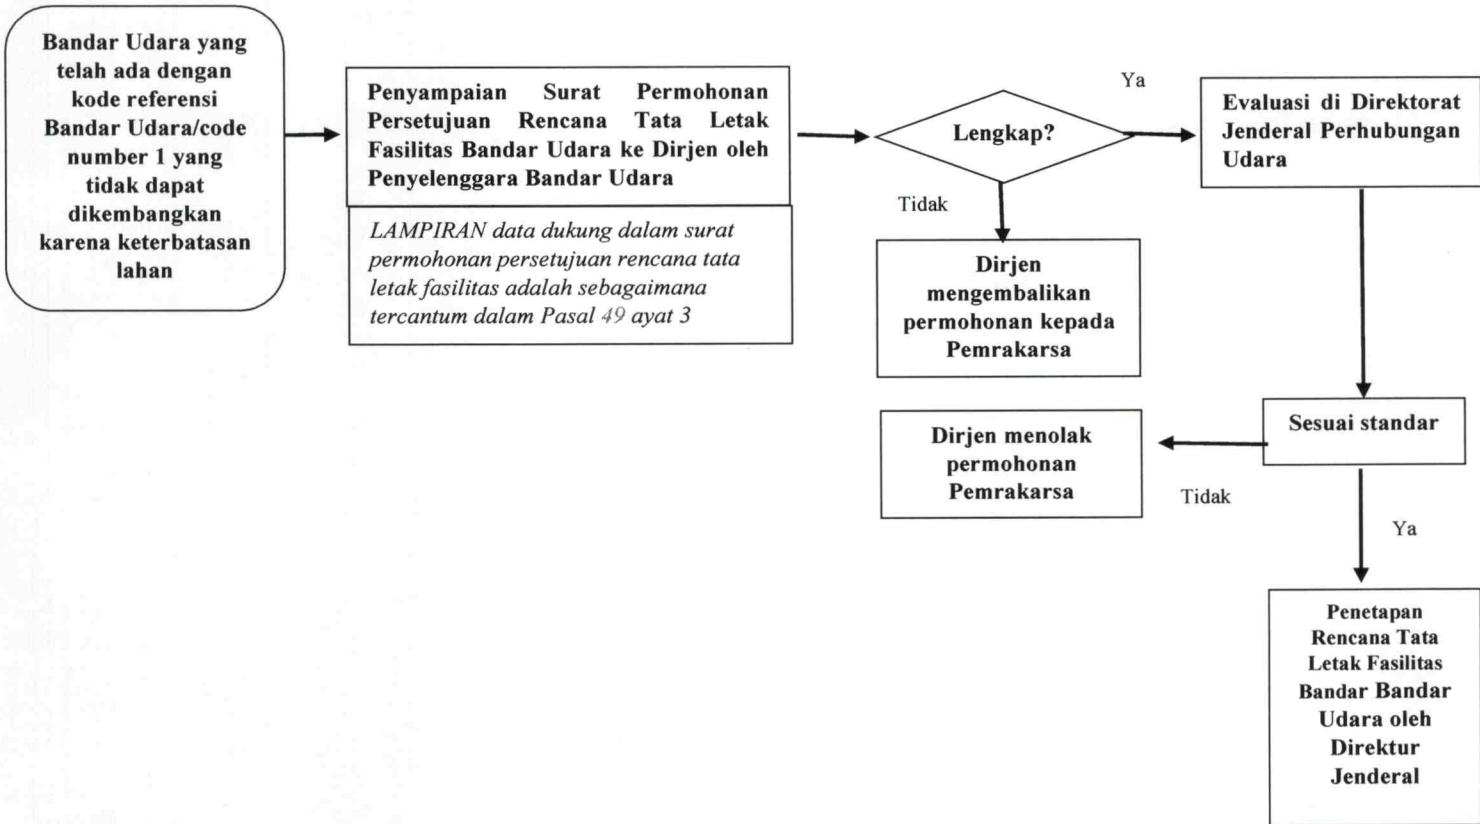 Bandar Udara yang
telah ada dengan
kode referensi
Bandar Udara/code
number 1 yang
tidak dapat
dikembangkan
karena keterbatasan
lahan
Penyampaian Surat Permohonan
Persetujuan Rencana Tata Letak
Fasilitas Bandar Udara ke Dirjen oleh
Penyelenggara Bandar Udara
LAMPIRAN data dukung dalam surat
permohonan persetujuan rencana tata
letak fasilitas adalah sebagaimana
tercantum dalam Pasal 49 ayat 3
Lengkap?
Ya
Evaluasi di Direktorat
Jenderal Perhubungan
Udara
Tidak
Dirjen
mengembalikan
permohonan kepada
Pemrakarsa
Sesuai standar
Tidak
Dirjen menolak
permohonan
Pemrakarsa
Ya
Penetapan
Rencana Tata
Letak Fasilitas
Bandar Bandar
Udara oleh
Direktur
Jenderal